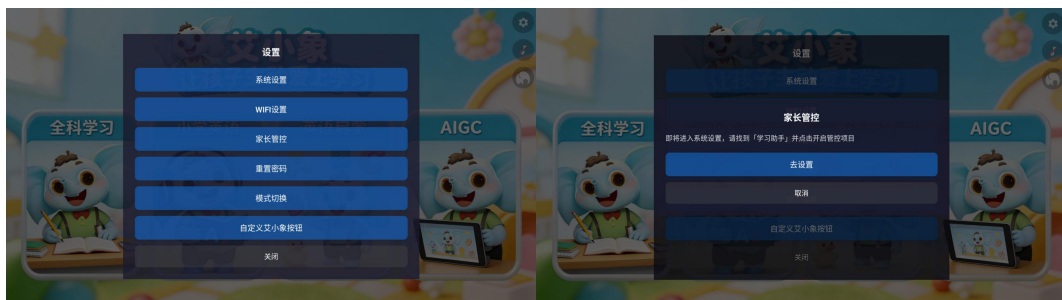 艾小象
设置
系统设置
WIFI设置
家长管控
重置密码
模式切换
自定义艾小象按钮
关闭
全科学习
AIGC
设置
系统设置
家长管控
即将进入系统设置，请找到「学习助手」并点击开启管控项目
去设置
取消
自定义艾小象按钮
关闭
全科学习
AIGC